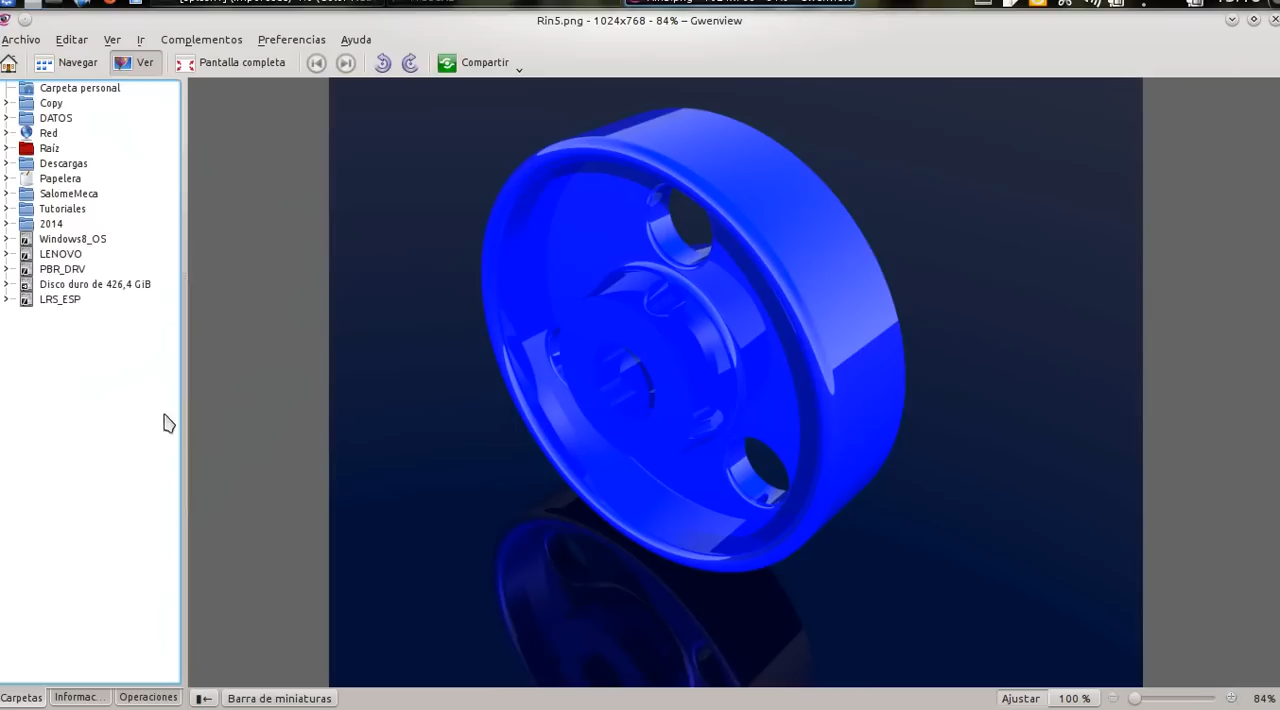 Rin5.png - 1024x768 - 84% – Gwenview
Archivo Editar Ver Ir Complementos Preferencias Ayuda
Navegar Ver Pantalla completa Compartir
Carpeta personal
Copy
DATOS
Red
Raíz
Descargas
Papelera
SalomeMeca
Tutoriales
2014
Windows8_OS
LENOVO
PBR_DRV
Disco duro de 426,4 GiB
LRS_ESP
Carpetas Informac... Operaciones Barra de miniaturas Ajustar 100 % 84%